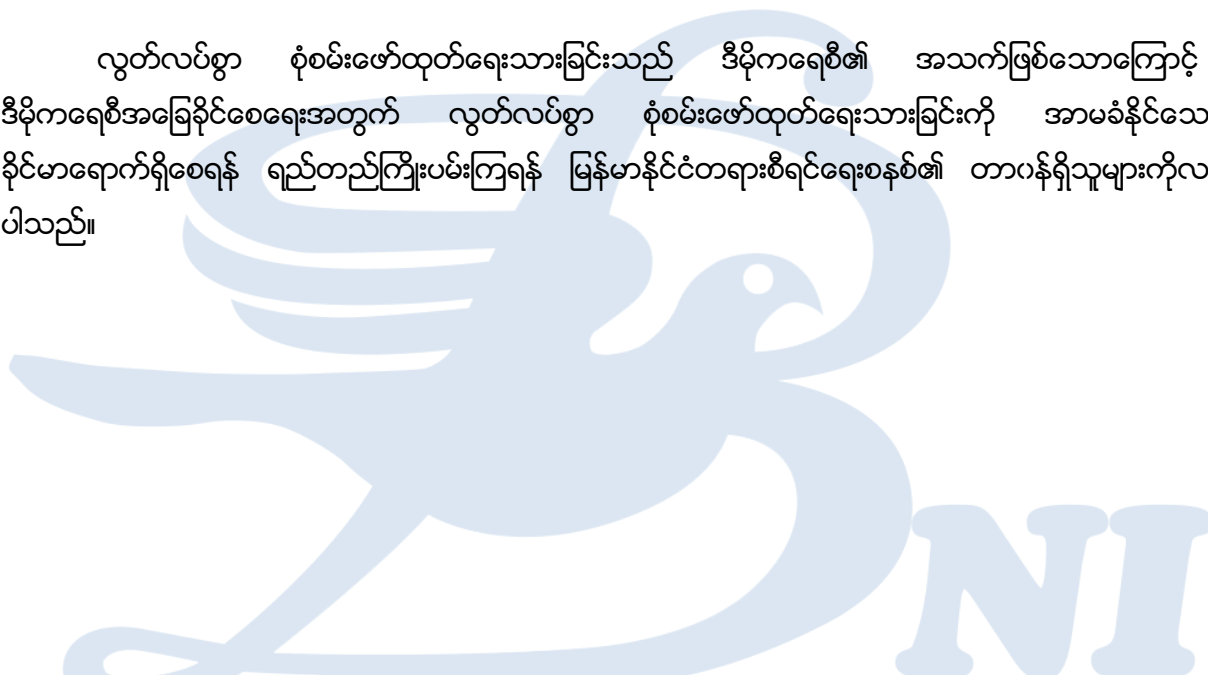 လွတ်လပ်စွာ စုံစမ်းဖော်ထုတ်ရေးသားခြင်းသည် ဒီမိုကရေစီ၏ အသက်ဖြစ်သောကြောင့်
ဒီမိုကရေစီအခြေခိုင်စေရေးအတွက် လွတ်လပ်စွာ စုံစမ်းဖော်ထုတ်ရေးသားခြင်းကို အာမခံနိုင်သေ
ခိုင်မာရောက်ရှိစေရန် ရည်တည်ကြိုးပမ်းကြရန် မြန်မာနိုင်ငံတရားစီရင်ရေးစနစ်၏ တာဝန်ရှိသူများကိုလ
ပါသည်။
BNI